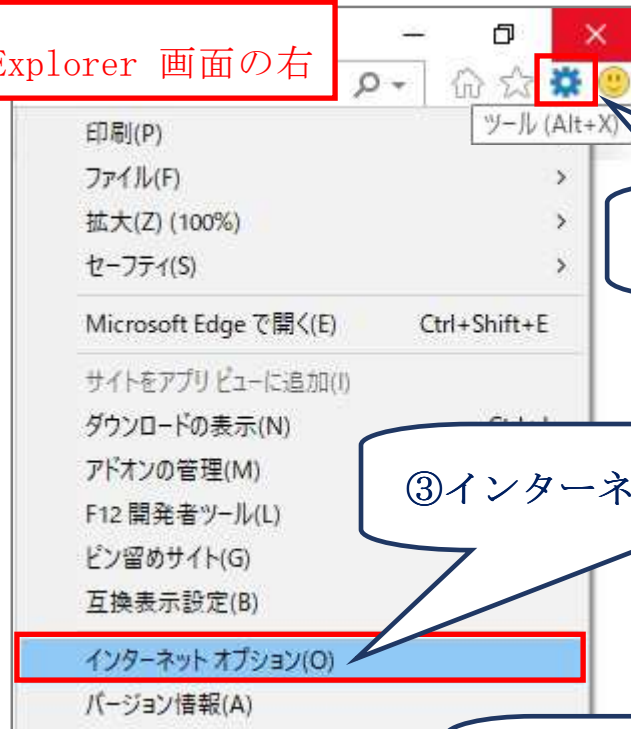 Explorer 画面の右
ツール (Alt+X)
印刷(P)
ファイル(F)
拡大(Z) (100%)
セーフティ(S)
Microsoft Edge で開く(E) Ctrl+Shift+E
サイトをアプリ ビューに追加(I)
ダウンロードの表示(N)
アドオンの管理(M)
③インターネ
F12 開発者ツール(L)
ピン留めサイト(G)
互換表示設定(B)
インターネット オプション(O)
バージョン情報(A)